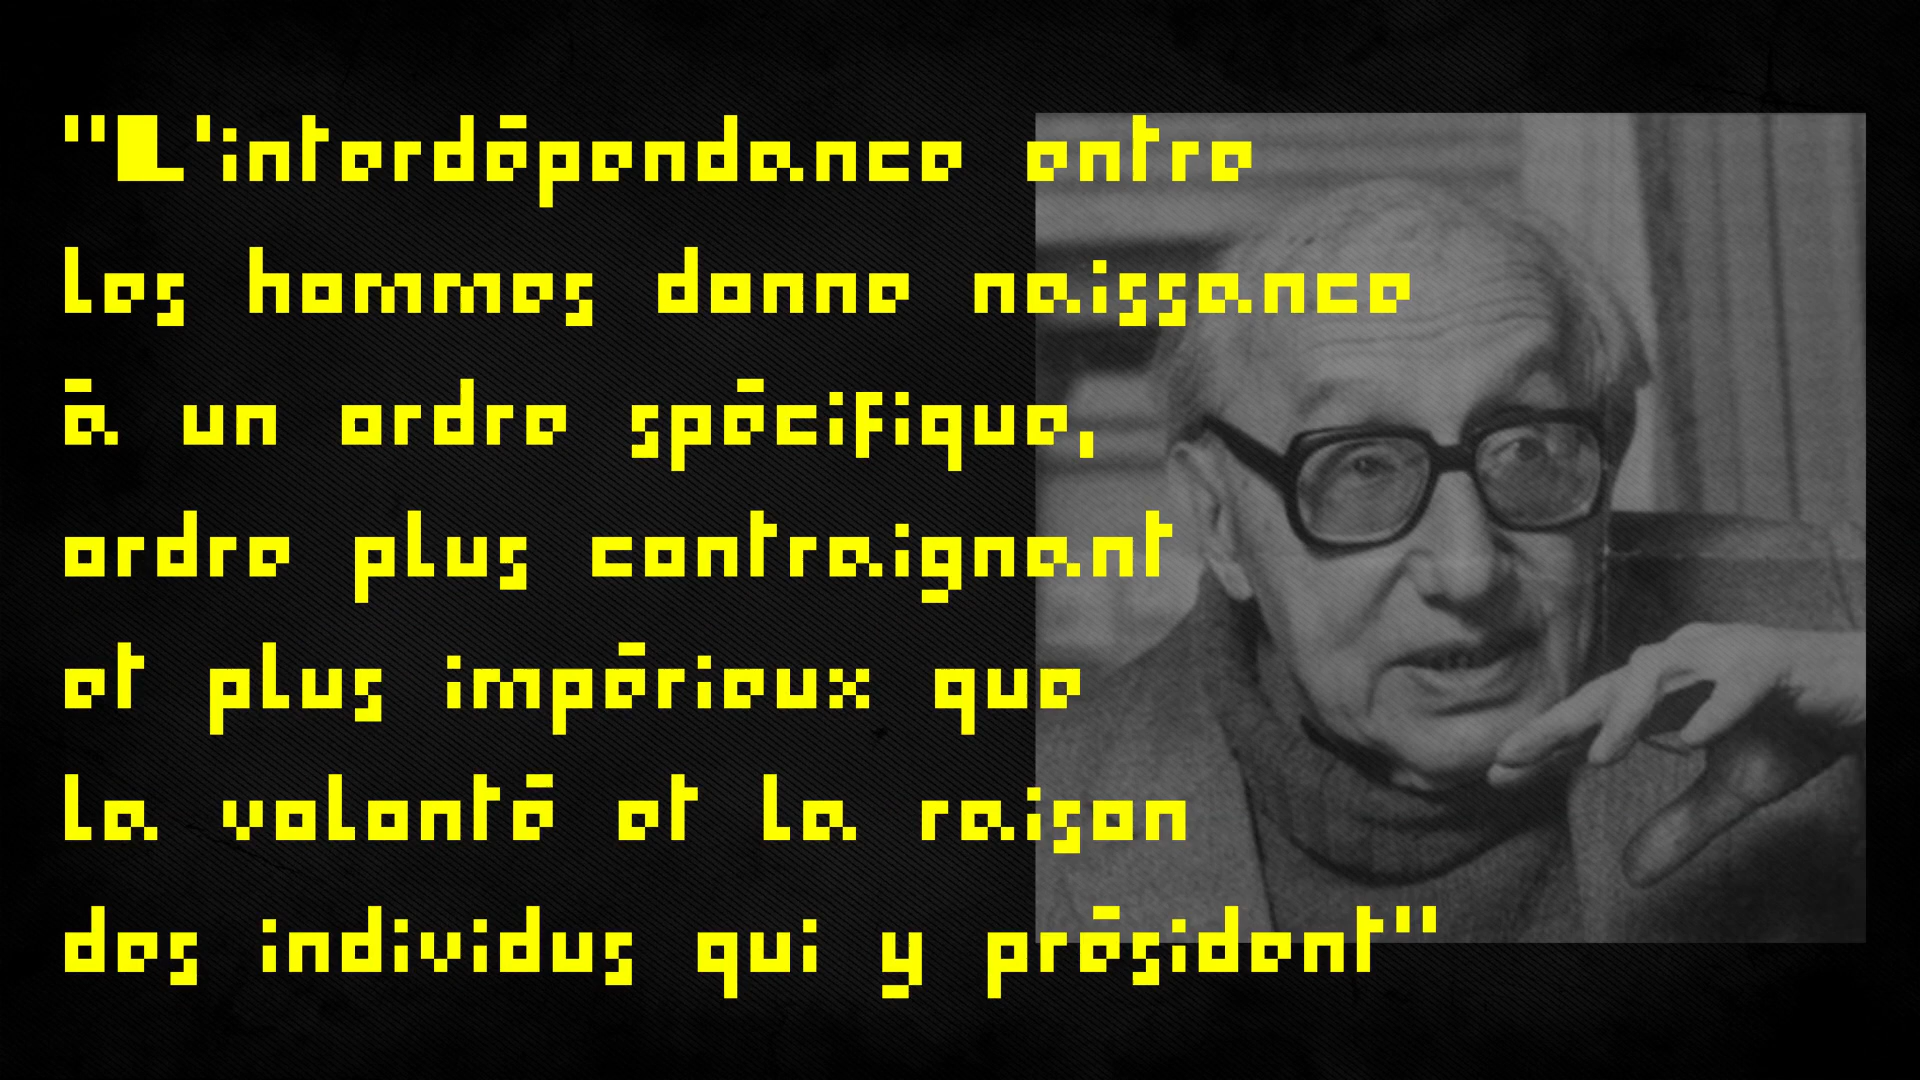 "L'interdépendance entre
les hommes donne naissance
à un ordre spécifique,
ordre plus contraignant
et plus impérieux que
la volonté et la raison
des individus qui y président"